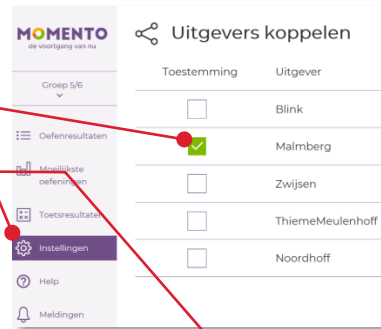 MOMENTO
de voortgang van nu
Groep 5/6
Oefenresultaten
Moeilijkste
oefeningen
Toetsresultaten
Instellingen
Help
Meldingen
Uitgevers koppelen
Toestemming Uitgever
Blink
Malmberg
Zwijsen
ThiemeMeulenhoff
Noordhoff